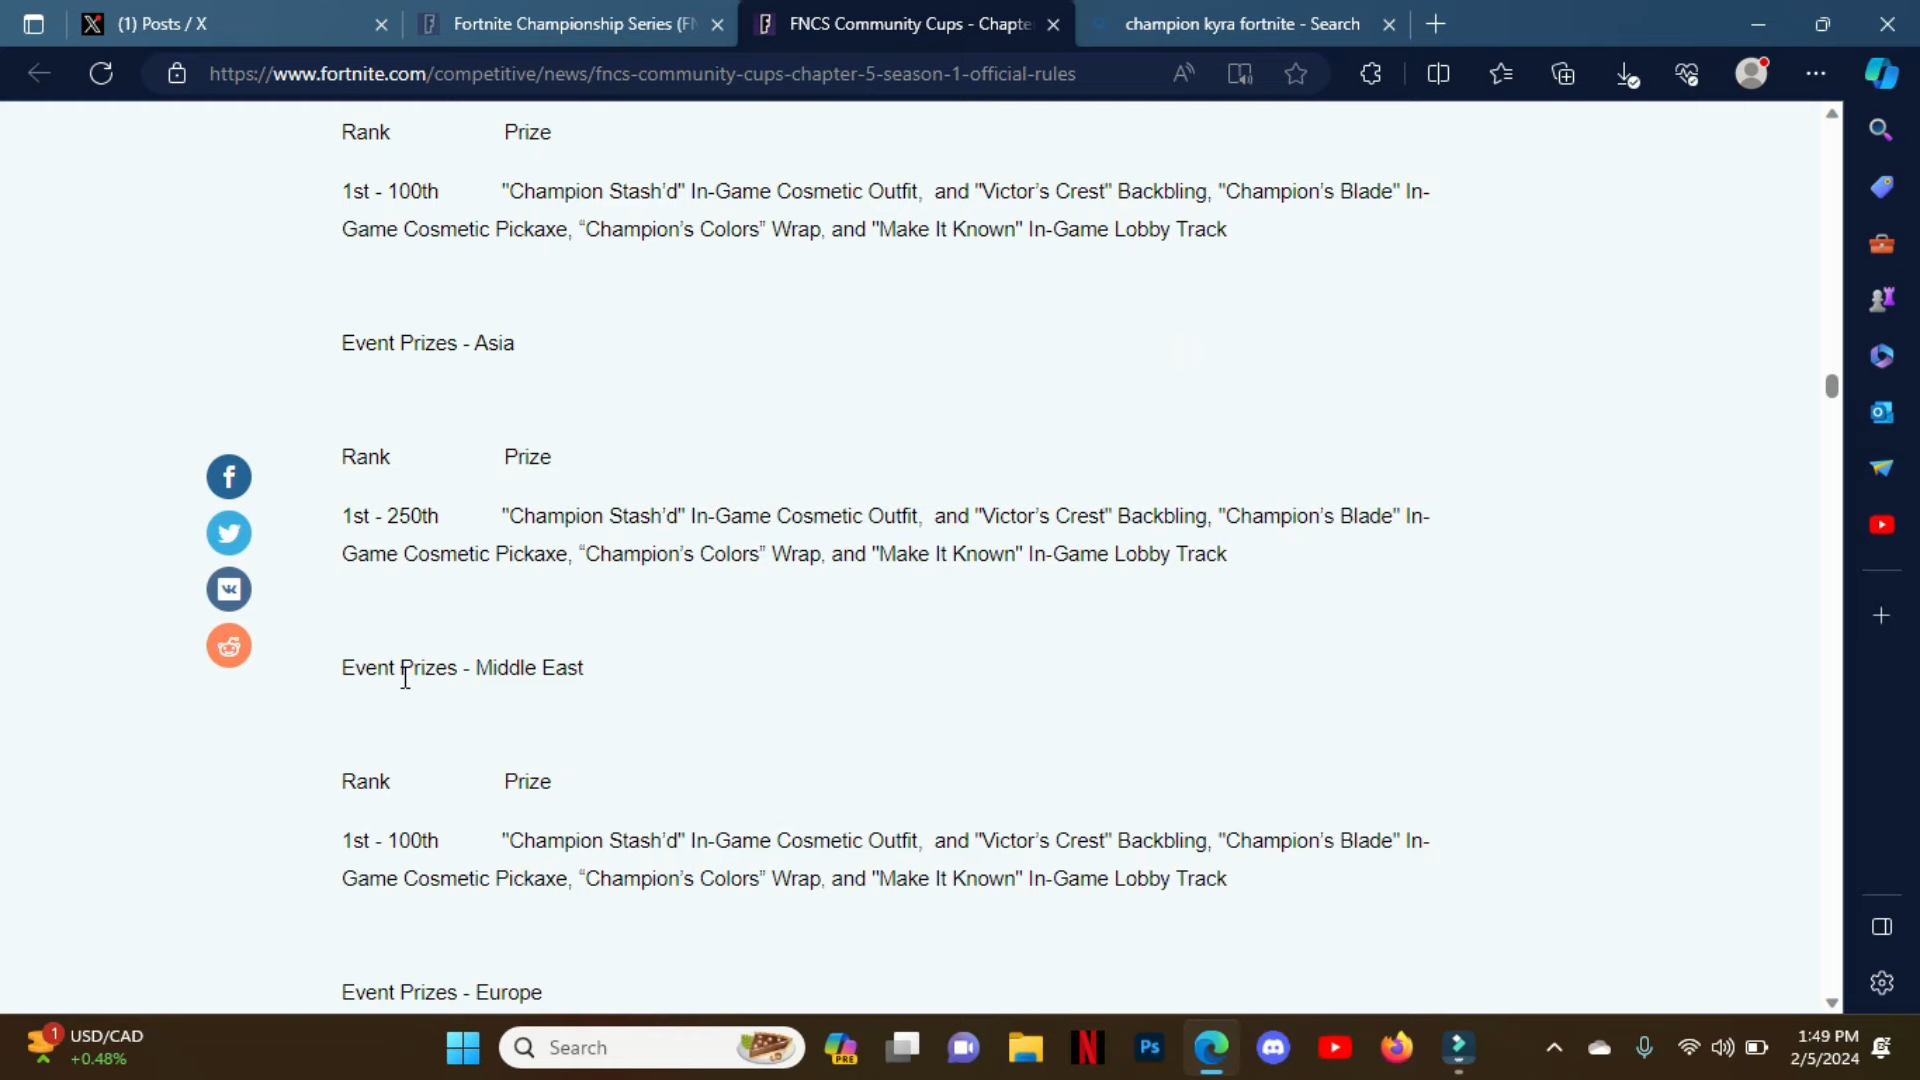 (1) Posts / X
Fortnite Championship Series (FN
FNCS Community Cups - Chapte
champion kyra fortnite - Search
https://www.fortnite.com/competitive/news/fncs-community-cups-chapter-5-season-1-official-rules
Rank Prize
1st - 100th "Champion Stash’d" In-Game Cosmetic Outfit,  and "Victor’s Crest" Backbling, "Champion’s Blade" In-
Game Cosmetic Pickaxe, “Champion’s Colors” Wrap, and "Make It Known" In-Game Lobby Track
Event Prizes - Asia
Rank Prize
1st - 250th "Champion Stash’d" In-Game Cosmetic Outfit,  and "Victor’s Crest" Backbling, "Champion’s Blade" In-
Game Cosmetic Pickaxe, “Champion’s Colors” Wrap, and "Make It Known" In-Game Lobby Track
Event Prizes - Middle East
Rank Prize
1st - 100th "Champion Stash’d" In-Game Cosmetic Outfit,  and "Victor’s Crest" Backbling, "Champion’s Blade" In-
Game Cosmetic Pickaxe, “Champion’s Colors” Wrap, and "Make It Known" In-Game Lobby Track
Event Prizes - Europe
1
USD/CAD
+0.48%
Search
PRE
Ps
1:49 PM
2/5/2024